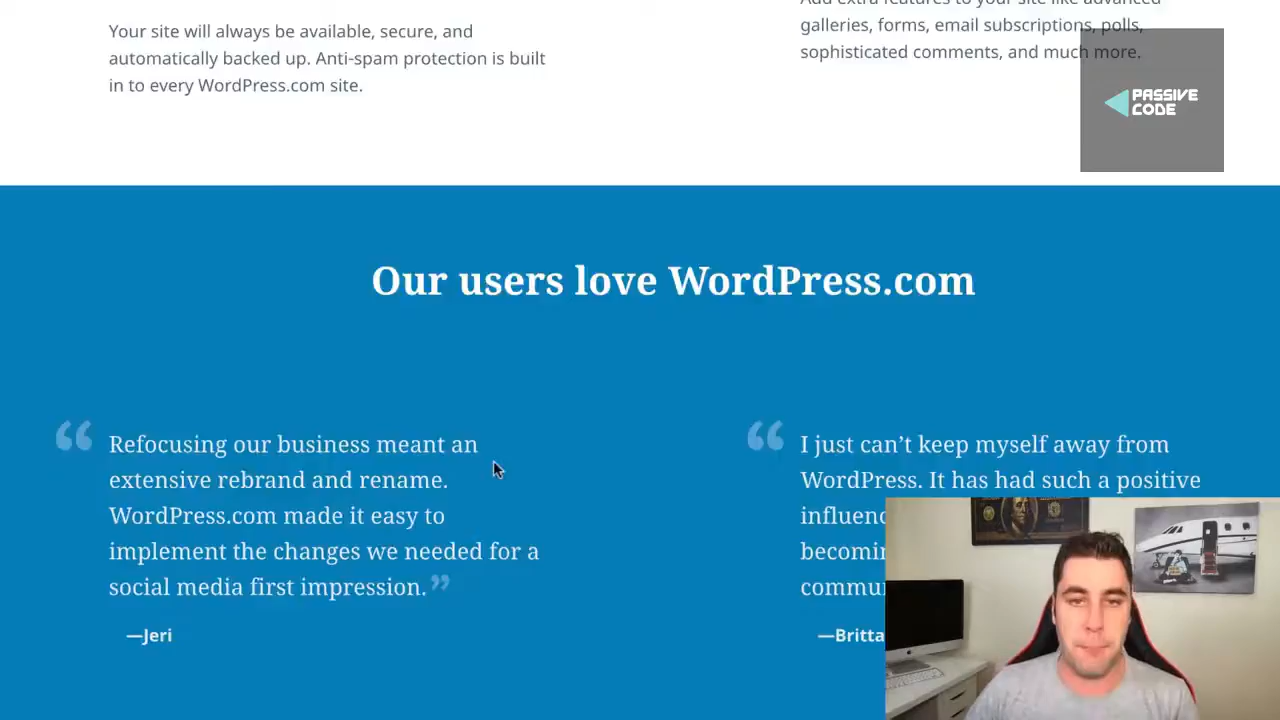 Your site will always be available, secure, and
automatically backed up. Anti-spam protection is built
in to every WordPress.com site.
galleries, forms, email subscriptions, polls,
sophisticated comments, and much more.
PASSIVE
CODE
Our users love WordPress.com
“ Refocusing our business meant an
extensive rebrand and rename.
WordPress.com made it easy to
implement the changes we needed for a
social media first impression. ”
—Jeri
“ I just can’t keep myself away from
WordPress. It has had such a positive